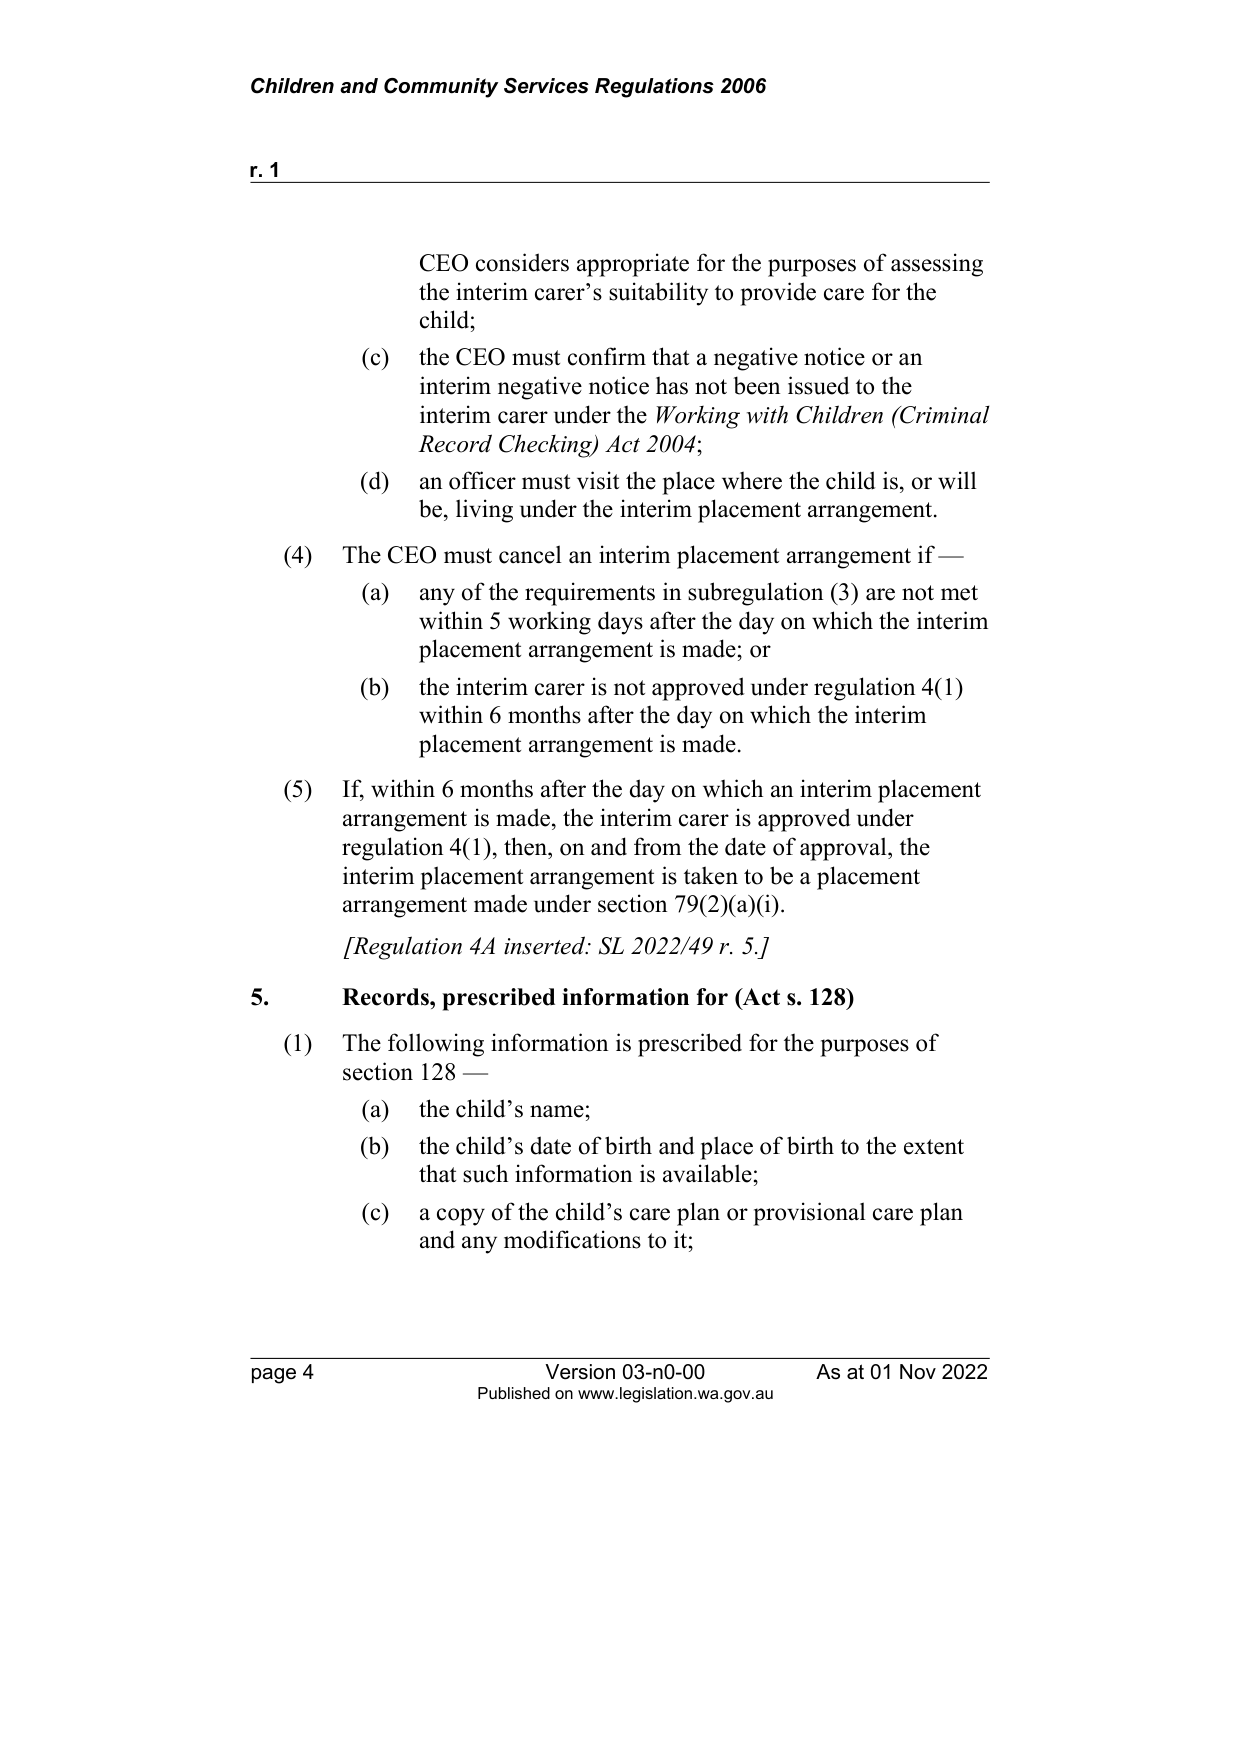 Children and Community Services Regulations 2006
r. 1
CEO considers appropriate for the purposes of assessing
the interim carer’s suitability to provide care for the
child;
(c) the CEO must confirm that a negative notice or an
interim negative notice has not been issued to the
interim carer under the Working with Children (Criminal
Record Checking) Act 2004;
(d) an officer must visit the place where the child is, or will
be, living under the interim placement arrangement.
(4) The CEO must cancel an interim placement arrangement if —
(a) any of the requirements in subregulation (3) are not met
within 5 working days after the day on which the interim
placement arrangement is made; or
(b) the interim carer is not approved under regulation 4(1)
within 6 months after the day on which the interim
placement arrangement is made.
(5) If, within 6 months after the day on which an interim placement
arrangement is made, the interim carer is approved under
regulation 4(1), then, on and from the date of approval, the
interim placement arrangement is taken to be a placement
arrangement made under section 79(2)(a)(i).
[Regulation 4A inserted: SL 2022/49 r. 5.]
5. Records, prescribed information for (Act s. 128)
(1) The following information is prescribed for the purposes of
section 128 —
(a) the child’s name;
(b) the child’s date of birth and place of birth to the extent
that such information is available;
(c) a copy of the child’s care plan or provisional care plan
and any modifications to it;
page 4 Version 03-n0-00 As at 01 Nov 2022
Published on www.legislation.wa.gov.au